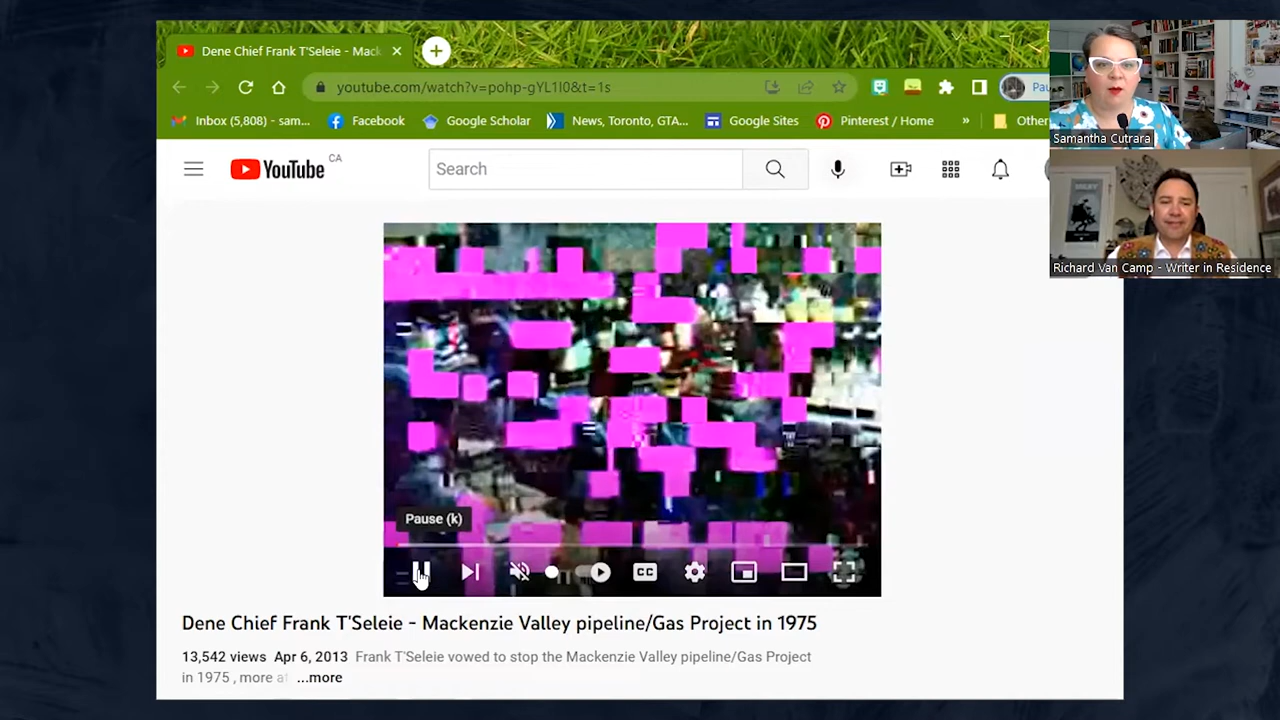 Dene Chief Frank T'Seleie - Mack
youtube.com/watch?v=pohp-gYL1I0&t=1s
Pau
Inbox (5,808) - sam...
Facebook
Google Scholar
News, Toronto, GTA...
Google Sites
Pinterest / Home
»
Other
Samantha Cutrara
YouTube
CA
Search
Richard Van Camp - Writer in Residence
Pause (k)
CC
Dene Chief Frank T'Seleie - Mackenzie Valley pipeline/Gas Project in 1975
13,542 views Apr 6, 2013 Frank T'Seleie vowed to stop the Mackenzie Valley pipeline/Gas Project
in 1975 , more at ...more